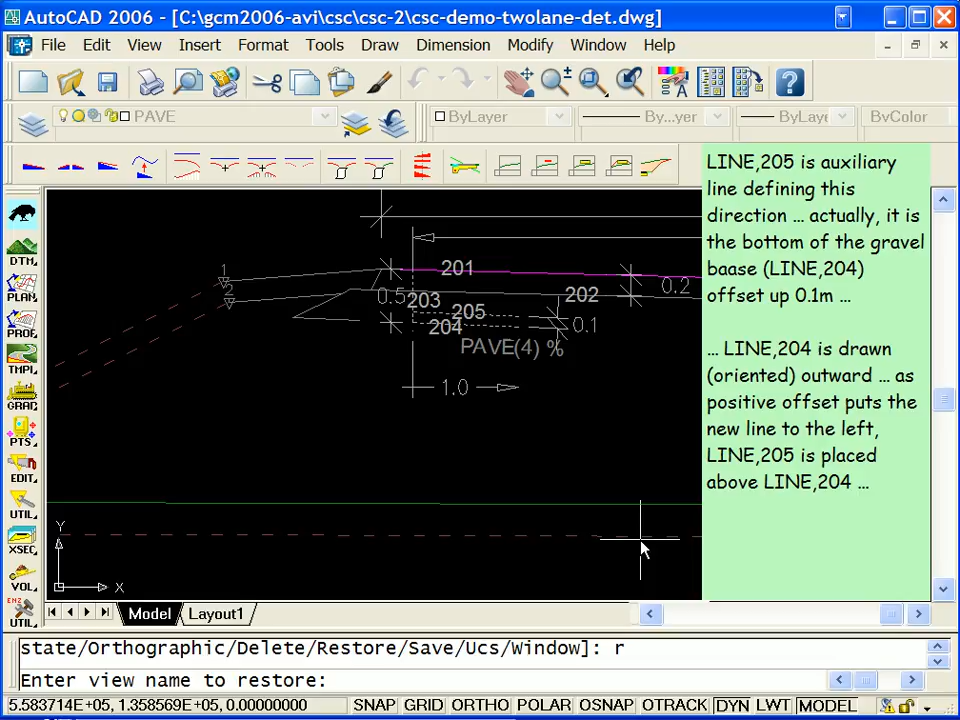 AutoCAD 2006 - [C:\gcm2006-avi\csc\csc-2\csc-demo-twolane-det.dwg]
File Edit View Insert Format Tools Draw Dimension Modify Window Help
PAVE ByLayer By...yer ByLaye ByColor
LINE,205 is auxiliary
line defining this
direction ... actually, it is
the bottom of the gravel
baase (LINE,204)
offset up 0.1m ...
... LINE,204 is drawn
(oriented) outward ... as
positive offset puts the
new line to the left,
LINE,205 is placed
above LINE,204 ...
DTM
PLAN
PROF
TMPL
GRAD
PTS
EDIT
UTIL
XSEC
VOL
ENZ
UTIL
1
2
201
0.5
203
202
0.2
205
204
0.1
PAVE(4) %
1.0
Y
X
Model Layout1
state/Orthographic/Delete/Restore/Save/Ucs/Window]: r
Enter view name to restore:
5.583714E+05, 1.358569E+05, 0.00000000 SNAP GRID ORTHO POLAR OSNAP OTRACK DYN LWT MODEL